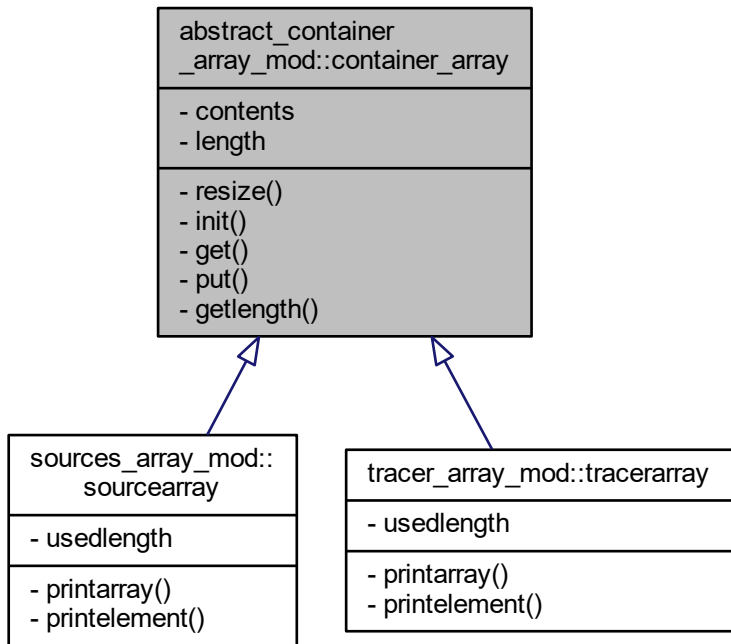 abstract_container
_array_mod::container_array
- contents
- length
- resize()
- init()
- get()
- put()
- getlength()
sources_array_mod::
sourcearray
- usedlength
- printarray()
- printelement()
tracer_array_mod::tracerarray
- usedlength
- printarray()
- printelement()